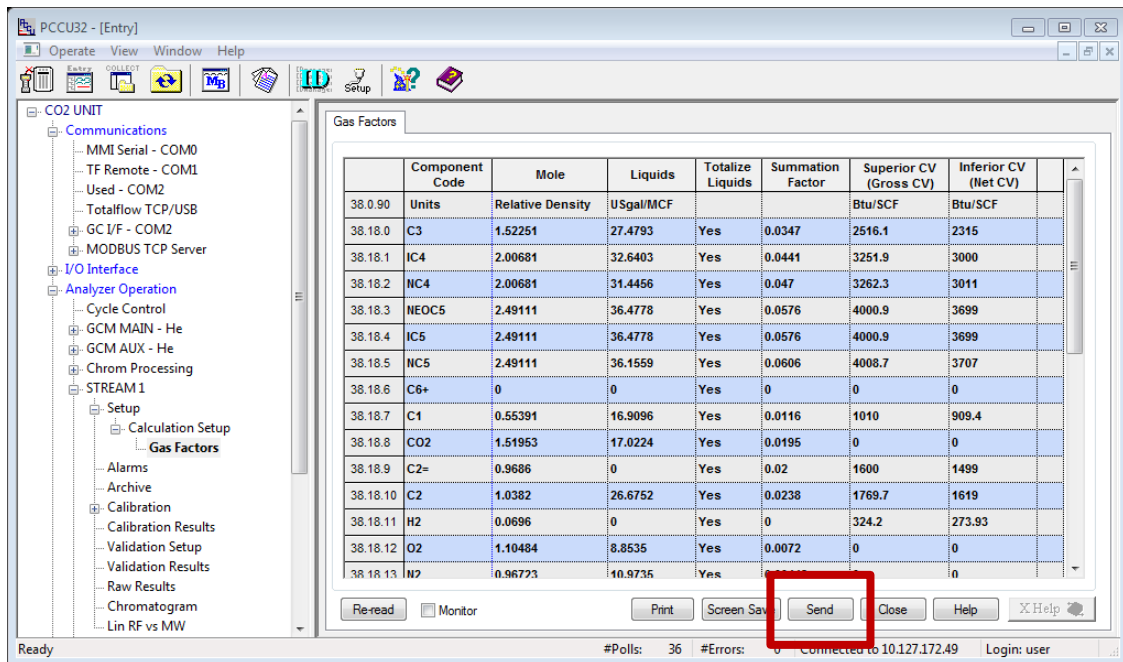 PCCU32 - [Entry]
Operate View Window Help
Entry COLLECT MB ID Manager Setup
CO2 UNIT
Communications
MMI Serial - COM0
TF Remote - COM1
Used - COM2
Totalflow TCP/USB
GC I/F - COM2
MODBUS TCP Server
I/O Interface
Analyzer Operation
Cycle Control
GCM MAIN - He
GCM AUX - He
Chrom Processing
STREAM 1
Setup
Calculation Setup
Gas Factors
Alarms
Archive
Calibration
Calibration Results
Validation Setup
Validation Results
Raw Results
Chromatogram
Lin RF vs MW
Gas Factors
Component Code Mole Liquids Totalize Liquids Summation Factor Superior CV (Gross CV) Inferior CV (Net CV)
38.0.90 Units Relative Density USgal/MCF Btu/SCF Btu/SCF
38.18.0 C3 1.52251 27.4793 Yes 0.0347 2516.1 2315
38.18.1 IC4 2.00681 32.6403 Yes 0.0441 3251.9 3000
38.18.2 NC4 2.00681 31.4456 Yes 0.047 3262.3 3011
38.18.3 NEOC5 2.49111 36.4778 Yes 0.0576 4000.9 3699
38.18.4 IC5 2.49111 36.4778 Yes 0.0576 4000.9 3699
38.18.5 NC5 2.49111 36.1559 Yes 0.0606 4008.7 3707
38.18.6 C6+ 0 0 Yes 0 0 0
38.18.7 C1 0.55391 16.9096 Yes 0.0116 1010 909.4
38.18.8 CO2 1.51953 17.0224 Yes 0.0195 0 0
38.18.9 C2= 0.9686 0 Yes 0.02 1600 1499
38.18.10 C2 1.0382 26.6752 Yes 0.0238 1769.7 1619
38.18.11 H2 0.0696 0 Yes 0 324.2 273.93
38.18.12 O2 1.10484 8.8535 Yes 0.0072 0 0
38.18.13 N2 0.96723 10.9735 Yes 0
Re-read Monitor Print Screen Sav Send Close Help X Help
Ready #Polls: 36 #Errors: 0 Connected to 10.127.172.49 Login: user